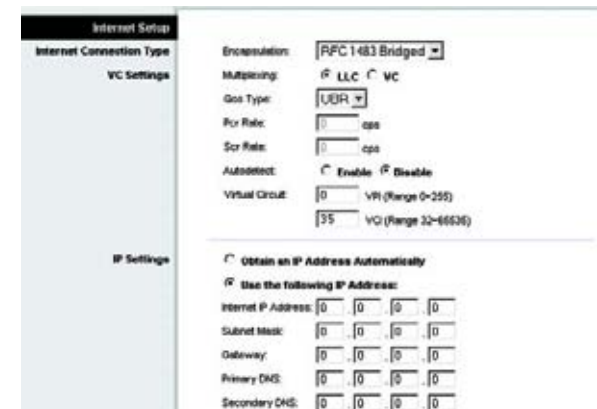 Internet Setup
Internet Connection Type
Encapsulation: RFC 1483 Bridged
VC Settings
Multiplexing: LLC VC
Qos Type: UBR
Pcr Rate: 0 cps
Scr Rate: 0 cps
Autodetect: Enable Disable
Virtual Circuit: 0 VPI (Range 0~255)
35 VCI (Range 32~65535)
IP Settings
Obtain an IP Address Automatically
Use the following IP Address:
Internet IP Address: 0 . 0 . 0 . 0
Subnet Mask: 0 . 0 . 0 . 0
Gateway: 0 . 0 . 0 . 0
Primary DNS: 0 . 0 . 0 . 0
Secondary DNS: 0 . 0 . 0 . 0